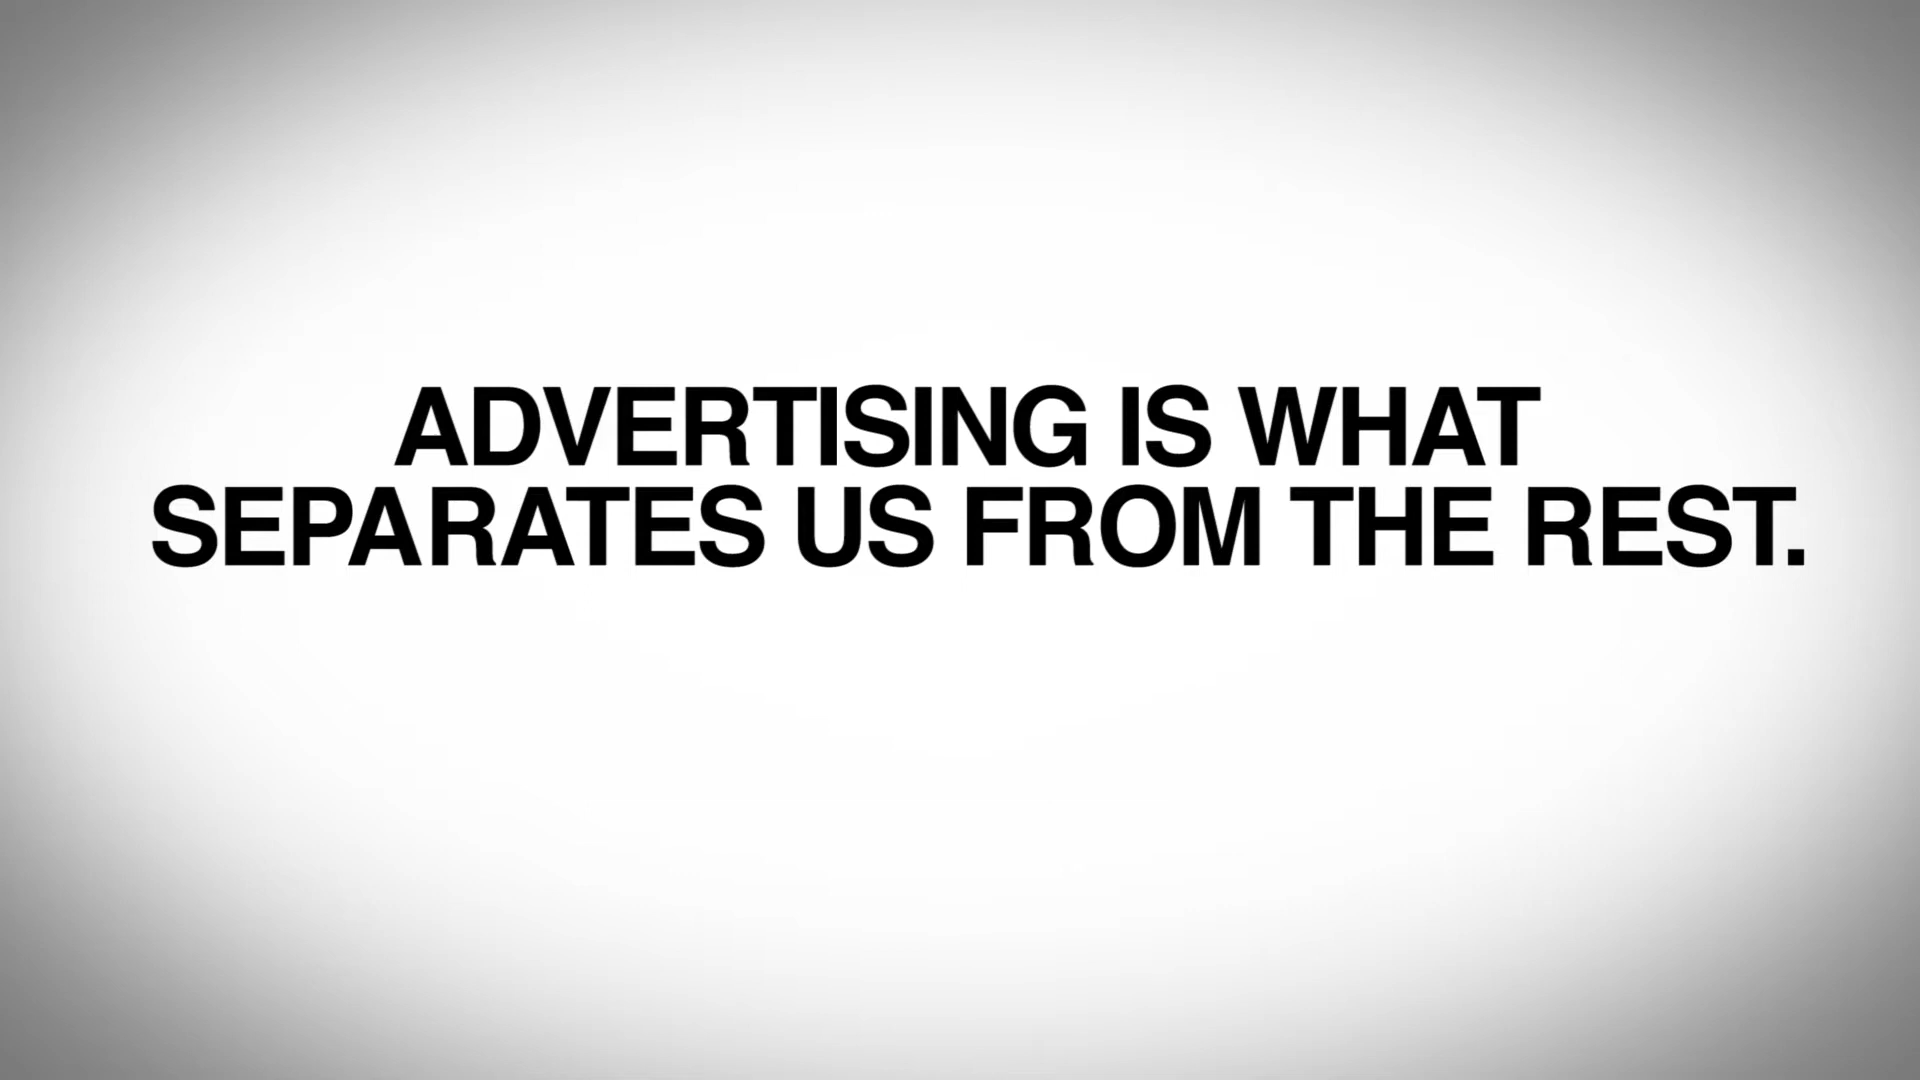 ADVERTISING IS WHAT
SEPARATES US FROM THE REST.